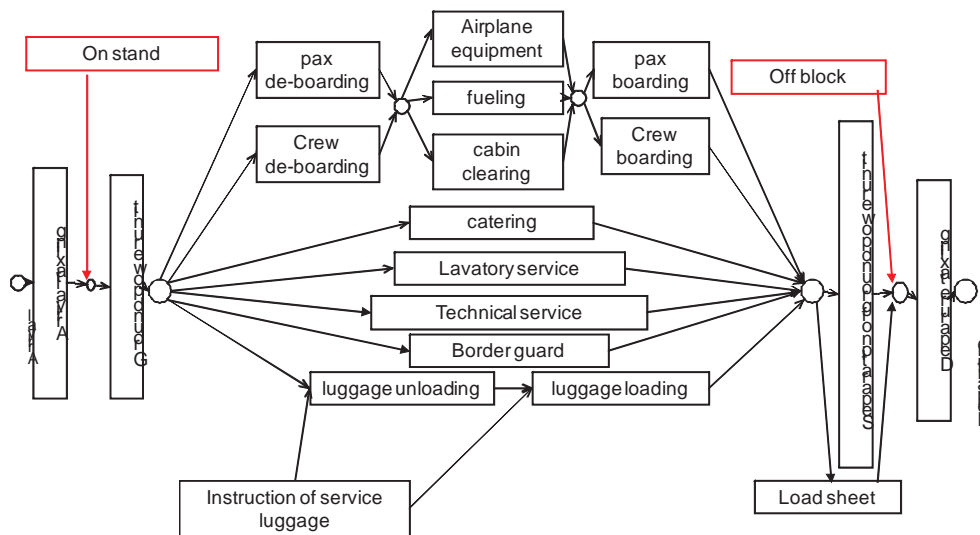 On stand
pax
de-boarding
Airplane
equipment
pax
boarding
Off block
fueling
Crew
de-boarding
cabin
clearing
Crew
boarding
catering
Lavatory service
Technical service
Border guard
luggage unloading
luggage loading
Instruction of service
luggage
Load sheet